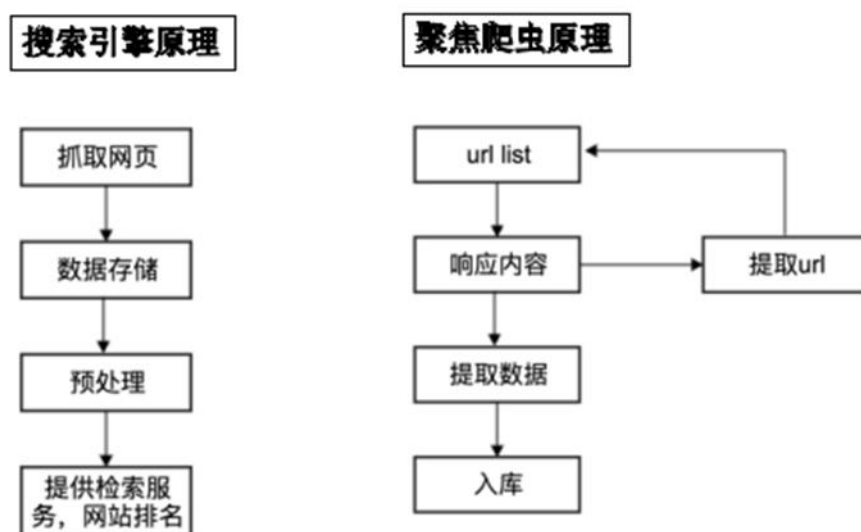 搜索引擎原理
抓取网页
数据存储
预处理
提供检索服
务，网站排名
聚焦爬虫原理
url list
响应内容
提取url
提取数据
入库